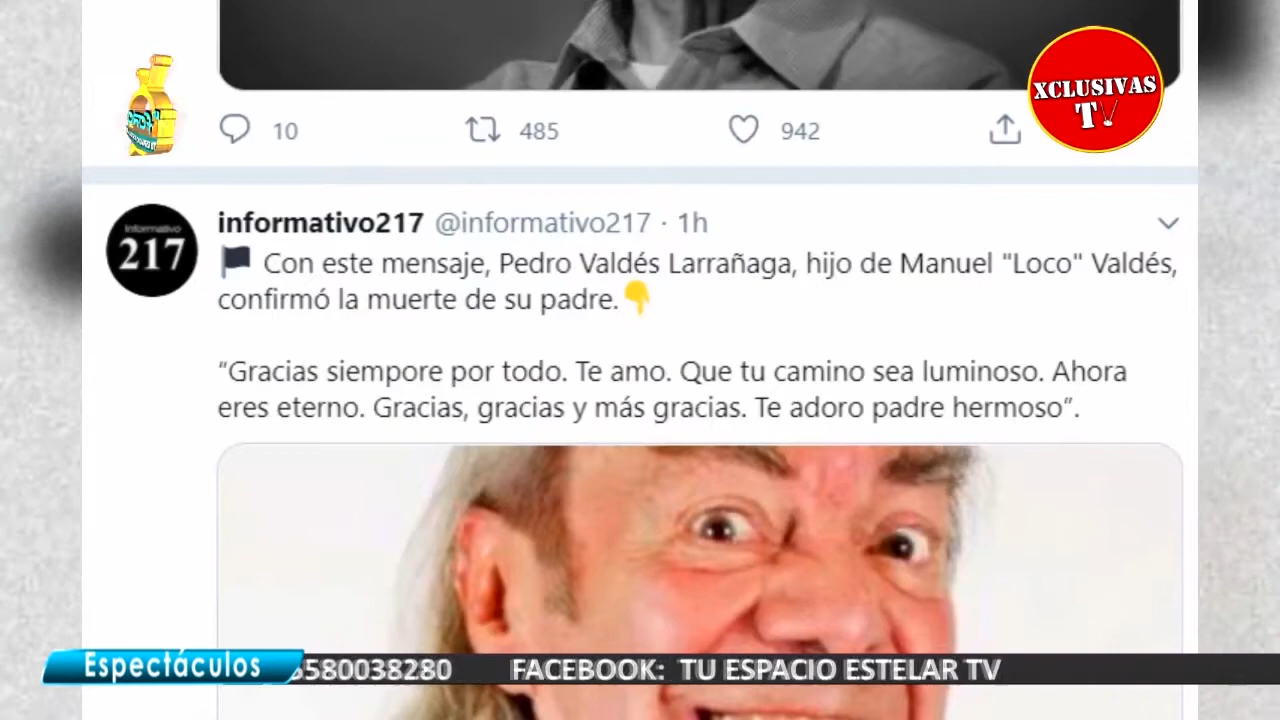 XCLUSIVAS
TV
10
485
942
informativo217 @informativo217 · 1h
Informativo
217
Con este mensaje, Pedro Valdés Larrañaga, hijo de Manuel "Loco" Valdés,
confirmó la muerte de su padre.
“Gracias siempore por todo. Te amo. Que tu camino sea luminoso. Ahora
eres eterno. Gracias, gracias y más gracias. Te adoro padre hermoso”.
Espectáculos
5580038280 FACEBOOK: TU ESPACIO ESTELAR TV